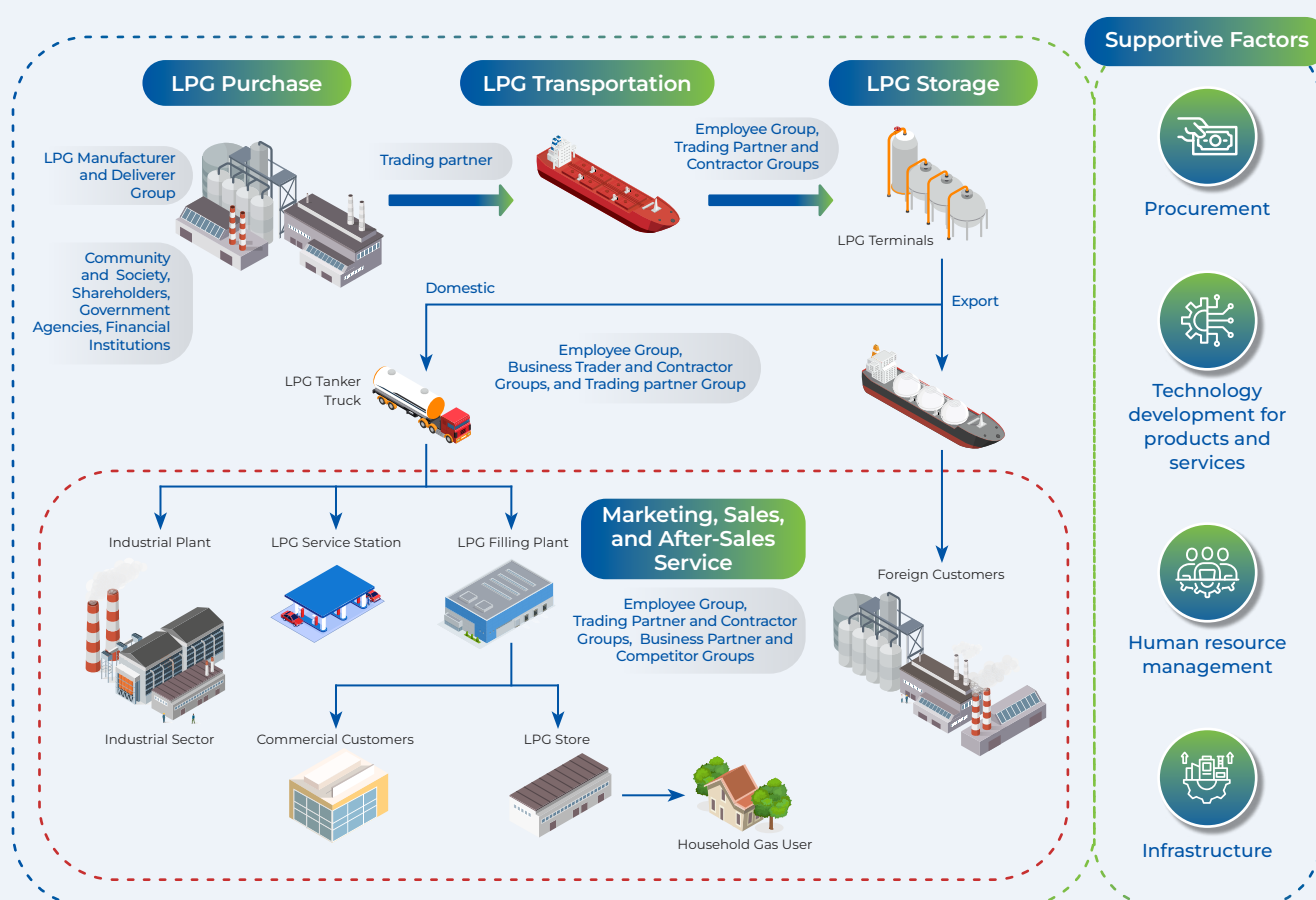 Supportive Factors
LPG Purchase
LPG Transportation
LPG Storage
LPG Manufacturer
and Deliverer
Group
Trading partner
Employee Group,
Trading Partner and
Contractor Groups
LPG Terminals
Community
and Society,
Shareholders,
Government
Agencies, Financial
Institutions
Domestic
Export
LPG Tanker
Truck
Employee Group,
Business Trader and Contractor
Groups, and Trading partner Group
Industrial Plant
LPG Service Station
LPG Filling Plant
Marketing, Sales,
and After-Sales
Service
Employee Group,
Trading Partner and Contractor
Groups, Business Partner and
Competitor Groups
Foreign Customers
Industrial Sector
Commercial Customers
LPG Store
Household Gas User
Procurement
Technology
development for
products and
services
Human resource
management
Infrastructure